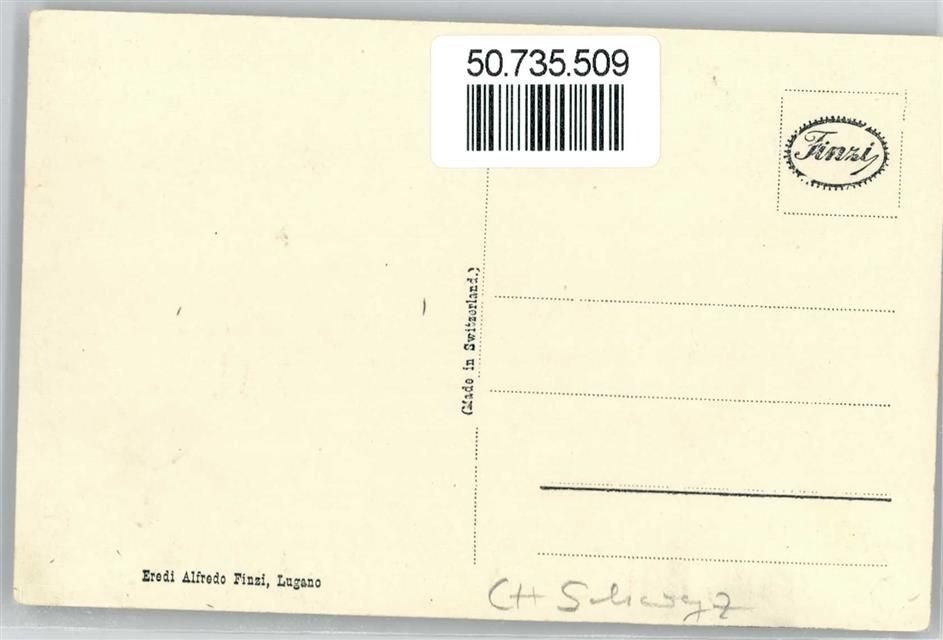 50.735.509
Finzi
(Made in Switzerland.)
Eredi Alfredo Finzi, Lugano
CH Schwyz